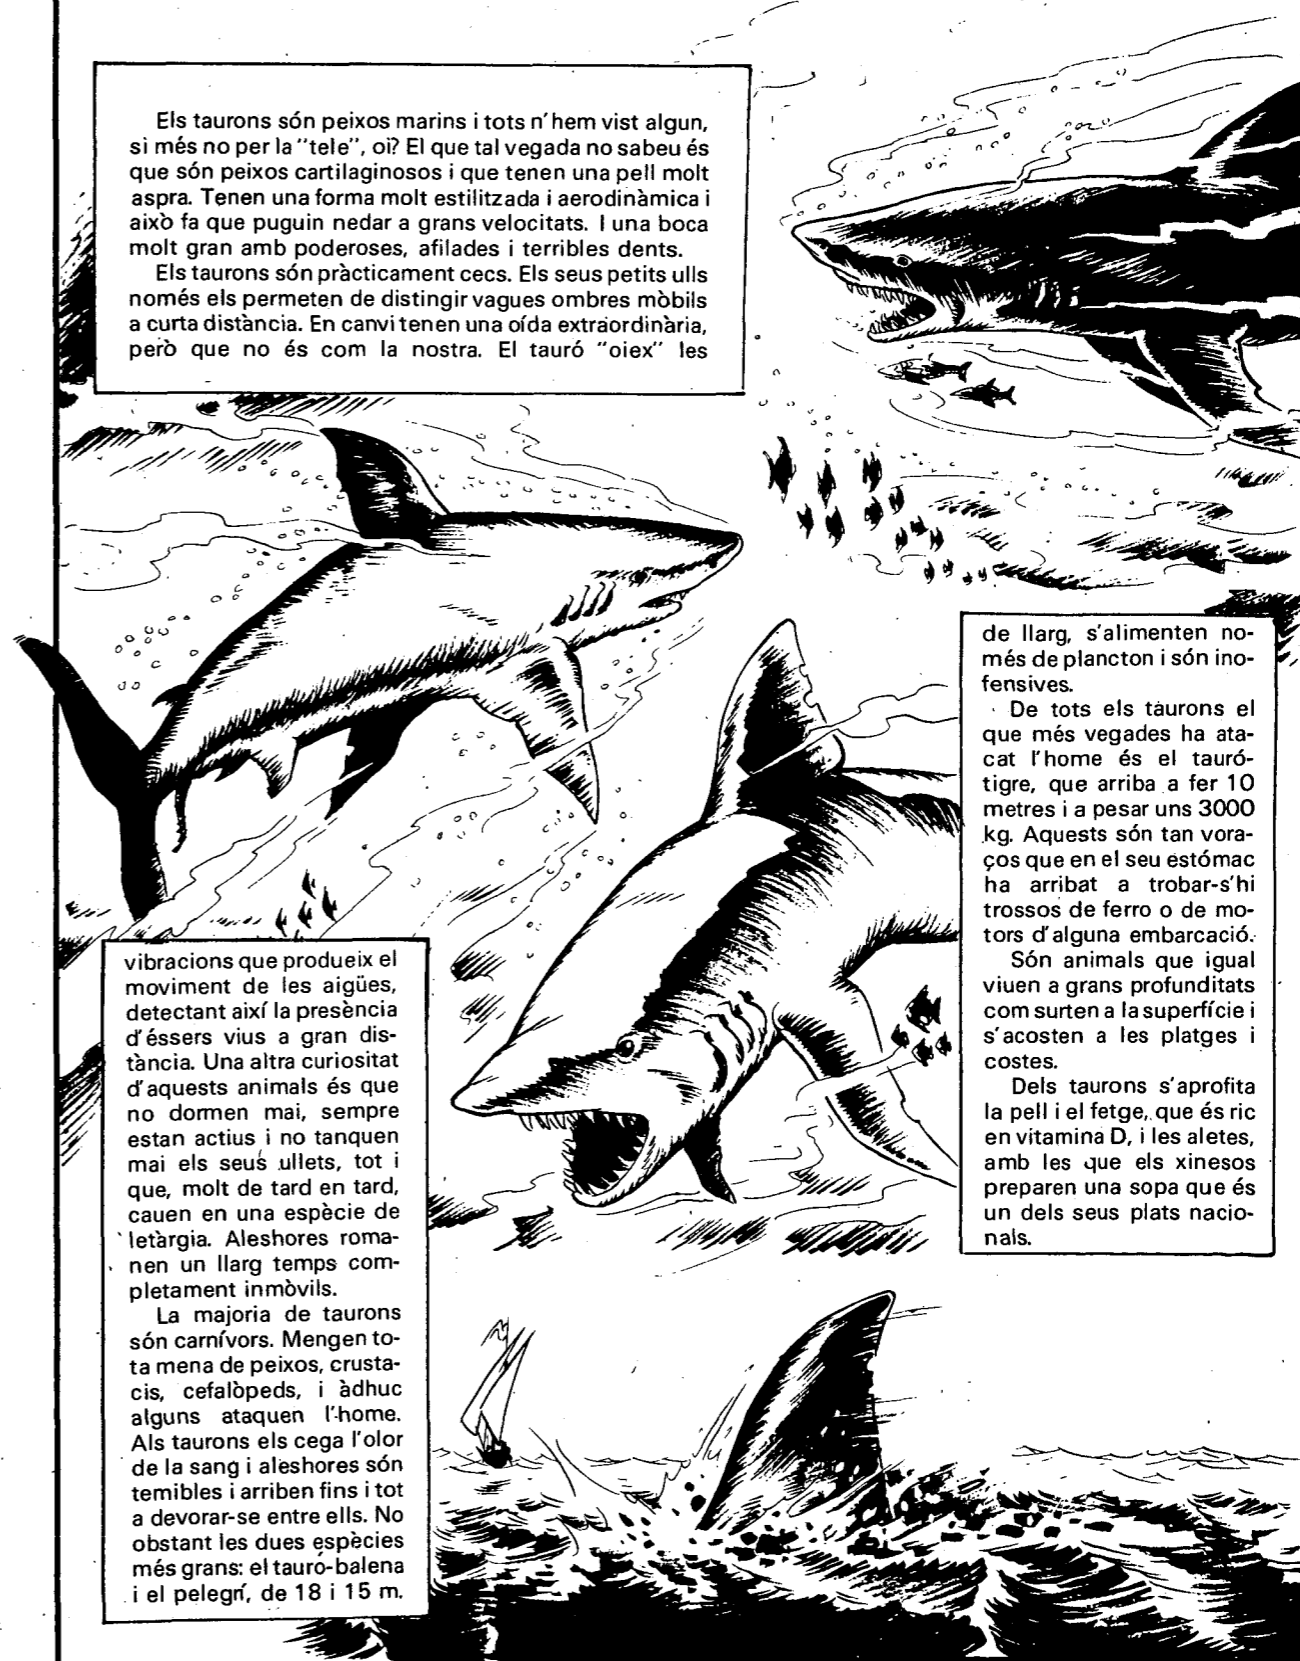 Els taurons són peixos marins i tots n'hem vist algun,
si més no per la "tele", oi? El que tal vegada no sabeu és
que són peixos cartilaginosos i que tenen una pell molt
aspra. Tenen una forma molt estilitzada i aerodinàmica i
això fa que puguin nedar a grans velocitats. I una boca
molt gran amb poderoses, afilades i terribles dents.
Els taurons són pràcticament cecs. Els seus petits ulls
només els permeten de distingir vagues ombres mòbils
a curta distància. En canvi tenen una oída extraordinària,
però que no és com la nostra. El tauró "oiex" les
vibracions que produeix el
moviment de les aigües,
detectant així la presència
d'éssers vius a gran dis-
tància. Una altra curiositat
d'aquests animals és que
no dormen mai, sempre
estan actius i no tanquen
mai els seus ullets, tot i
que, molt de tard en tard,
cauen en una espècie de
letàrgia. Aleshores roma-
nen un llarg temps com-
pletament inmòvils.
La majoria de taurons
són carnívors. Mengen to-
ta mena de peixos, crusta-
cis, cefalòpeds, i àdhuc
alguns ataquen l'home.
Als taurons els cega l'olor
de la sang i aleshores són
temibles i arriben fins i tot
a devorar-se entre ells. No
obstant les dues espècies
més grans: el tauró-balena
i el pelegrí, de 18 i 15 m.
de llarg, s'alimenten no-
més de plancton i són ino-
fensives.
De tots els taurons el
que més vegades ha ata-
cat l'home és el tauró-
tigre, que arriba a fer 10
metres i a pesar uns 3000
kg. Aquests són tan vora-
ços que en el seu estómac
ha arribat a trobar-s'hi
trossos de ferro o de mo-
tors d'alguna embarcació.
Són animals que igual
viuen a grans profunditats
com surten a la superfície i
s'acosten a les platges i
costes.
Dels taurons s'aprofita
la pell i el fetge, que és ric
en vitamina D, i les aletes,
amb les que els xinesos
preparen una sopa que és
un dels seus plats nacio-
nals.